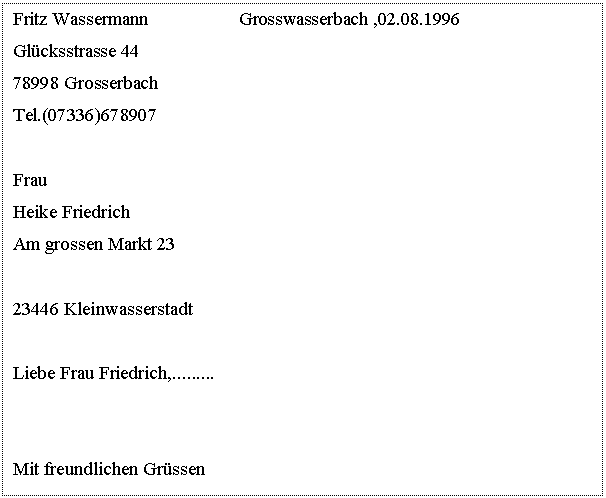 Fritz Wassermann Grosswasserbach ,02.08.1996
Glücksstrasse 44
78998 Grosserbach
Tel.(07336)678907
Frau
Heike Friedrich
Am grossen Markt 23
23446 Kleinwasserstadt
Liebe Frau Friedrich,.........
Mit freundlichen Grüssen